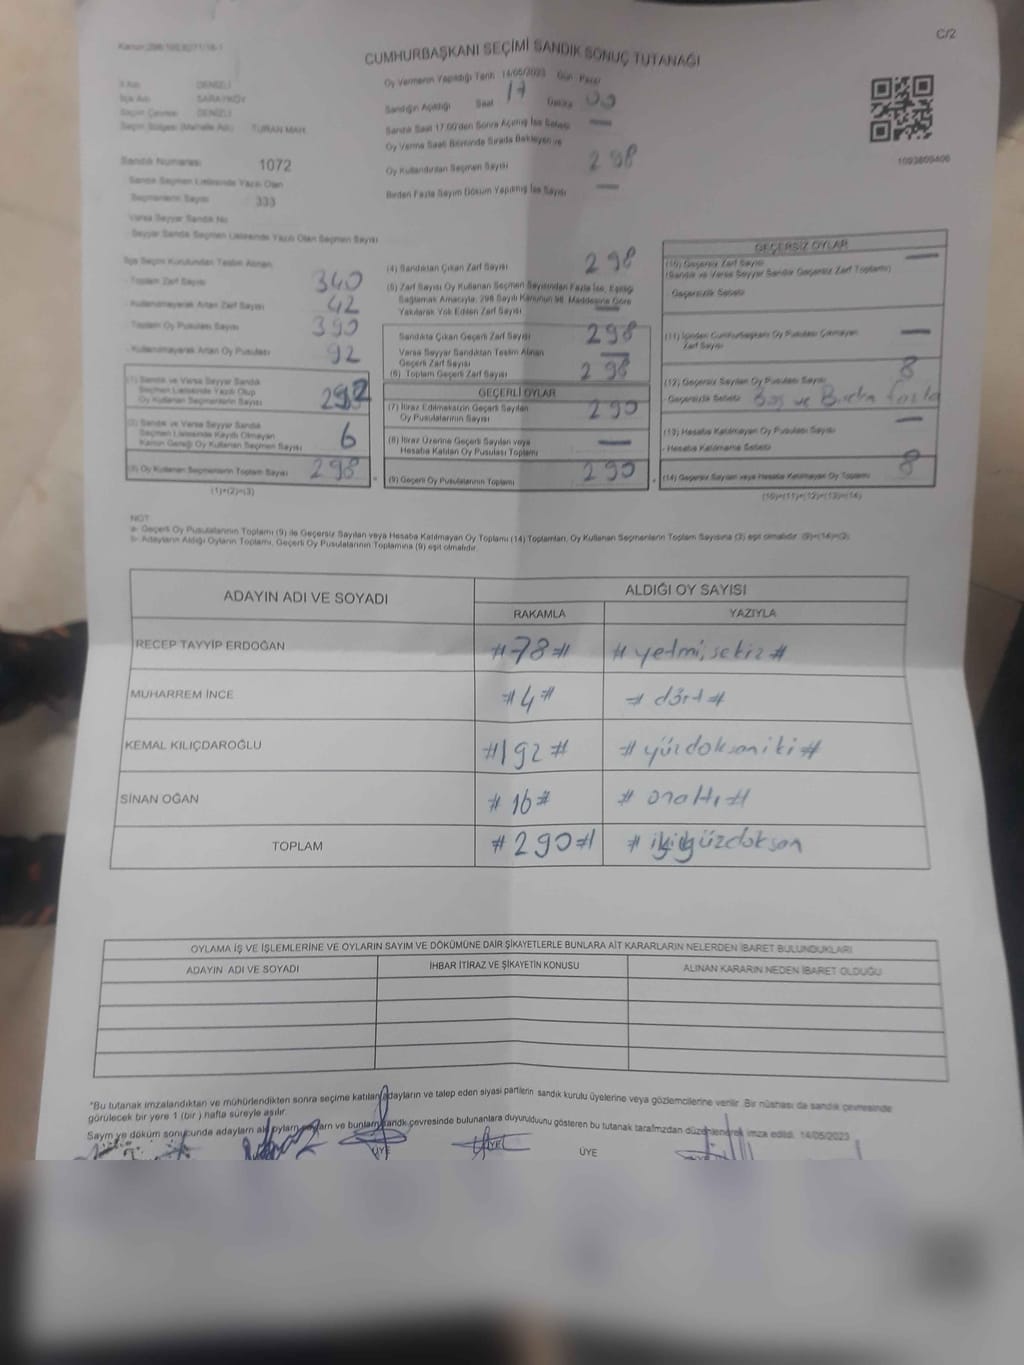 C/2
CUMHURBAŞKANI SEÇİMİ SANDIK SONUÇ TUTANAĞI
Oy Vermenin Yapıldığı Tarih 14/05/2023 Gün Pazar
İli Adı DENİZLİ
İlçe Adı SARAYKÖY
Seçim Çevresi DENİZLİ
Seçim Bölgesi (Mahalle Adı) TURAN MAH.
Sandığın Açıldığı Saat 17 Dakika 00
Sandık Saat 17:00'den Sonra Açılmış İse Sebebi —
Oy Verme Saati Bitiminde Sırada Bekleyen ve
Oy Kullandırılan Seçmen Sayısı 298
Birden Fazla Sayım Döküm Yapılmış İse Sayısı —
1093809406
Sandık Numarası 1072
Sandık Seçmen Listesinde Yazılı Olan
Seçmenlerin Sayısı 333
Varsa Seyyar Sandık No
Seyyar Sandık Seçmen Listesinde Yazılı Olan Seçmen Sayısı
İlçe Seçim Kurulundan Teslim Alınan
- Toplam Zarf Sayısı 340
- Kullanılmayarak Artan Zarf Sayısı 42
- Toplam Oy Pusulası Sayısı 390
- Kullanılmayarak Artan Oy Pusulası 92
(1) Sandık ve Varsa Seyyar Sandık
Seçmen Listesinde Yazılı Olup
Oy Kullanan Seçmenlerin Sayısı 292
(2) Sandık ve Varsa Seyyar Sandık
Seçmen Listesinde Kayıtlı Olmayan
Kanun Gereği Oy Kullanan Seçmen Sayısı 6
(3) Oy Kullanan Seçmenlerin Toplam Sayısı 298
(1)+(2)=(3)
(4) Sandıktan Çıkan Zarf Sayısı 298
(5) Zarf Sayısı Oy Kullanan Seçmen Sayısından Fazla İse, Eşitliği
Sağlamak Amacıyla, 298 Sayılı Kanunun 98. Maddesine Göre
Yakılarak Yok Edilen Zarf Sayısı —
Sandıkta Çıkan Geçerli Zarf Sayısı 298
Varsa Seyyar Sandıktan Teslim Alınan
Geçerli Zarf Sayısı —
(6) Toplam Geçerli Zarf Sayısı 298
GEÇERLİ OYLAR
(7) İtiraz Edilmeksizin Geçerli Sayılan
Oy Pusulalarının Sayısı 290
(8) İtiraz Üzerine Geçerli Sayılan veya
Hesaba Katılan Oy Pusulası Toplamı —
(9) Geçerli Oy Pusulalarının Toplamı 290
GEÇERSİZ OYLAR
(10) Geçersiz Zarf Sayısı
(Sandık ve Varsa Seyyar Sandık Geçersiz Zarf Toplamı) —
- Geçersizlik Sebebi
(11) İçinden Cumhurbaşkanı Oy Pusulası Çıkmayan
Zarf Sayısı —
(12) Geçersiz Sayılan Oy Pusulası Sayısı 8
- Geçersizlik Sebebi Boş ve Birden fazla
(13) Hesaba Katılmayan Oy Pusulası Sayısı —
- Hesaba Katılmama Sebebi
(14) Geçersiz Sayılan veya Hesaba Katılmayan Oy Toplamı 8
(10)+(11)+(12)+(13)=(14)
NOT
a- Geçerli Oy Pusulalarının Toplamı (9) ile Geçersiz Sayılan veya Hesaba Katılmayan Oy Toplamı (14) Toplamları, Oy Kullanan Seçmenlerin Toplam Sayısına (3) eşit olmalıdır. (9)+(14)=(3)
b- Adayların Aldığı Oyların Toplamı, Geçerli Oy Pusulalarının Toplamına (9) eşit olmalıdır.
ADAYIN ADI VE SOYADI ALDIĞI OY SAYISI
RAKAMLA YAZIYLA
RECEP TAYYİP ERDOĞAN #78# # yetmişsekiz #
MUHARREM İNCE #4# # dört #
KEMAL KILIÇDAROĞLU #192# # yüzdoksaniki #
SİNAN OĞAN #16# # onaltı #
TOPLAM #290# # ikiyüzdoksan
OYLAMA İŞ VE İŞLEMLERİNE VE OYLARIN SAYIM VE DÖKÜMÜNE DAİR ŞİKAYETLERLE BUNLARA AİT KARARLARIN NELERDEN İBARET BULUNDUKLARI
ADAYIN ADI VE SOYADI İHBAR İTİRAZ VE ŞİKAYETİN KONUSU ALINAN KARARIN NEDEN İBARET OLDUĞU
"Bu tutanak imzalandıktan ve mühürlendikten sonra seçime katılan adayların ve talep eden siyasi partilerin sandık kurulu üyelerine veya gözlemcilerine verilir. Bir nüshası da sandık çevresinde
görülecek bir yere 1 (bir) hafta süreyle asılır.
Sayım ve döküm sonucunda adayların ve bunların sandık çevresinde bulunanlara duyurulduunu gösteren bu tutanak tarafımızdan düzenlenerek imza edildi. 14/05/2023
ÜYE ÜYE ÜYE